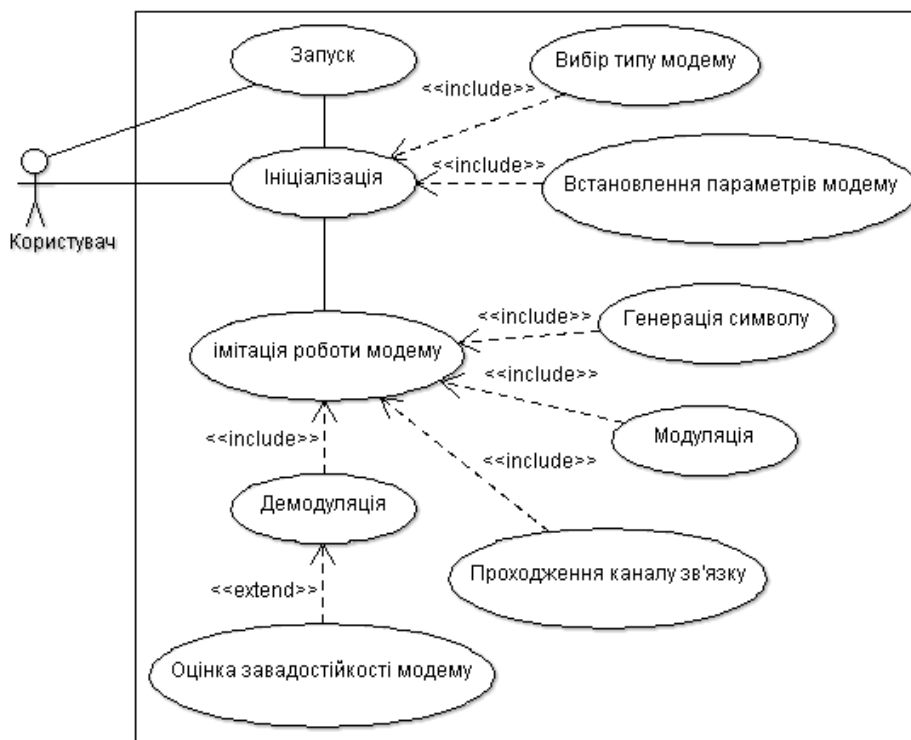 Запуск
Вибір типу модему
<<include>>
<<include>>
Ініціалізація
Встановлення параметрів модему
Користувач
<<include>>
Генерація символу
імітація роботи модему
<<include>>
<<include>>
Модуляція
<<include>>
Демодуляція
Проходження каналу зв'язку
<<extend>>
Оцінка завадостійкості модему